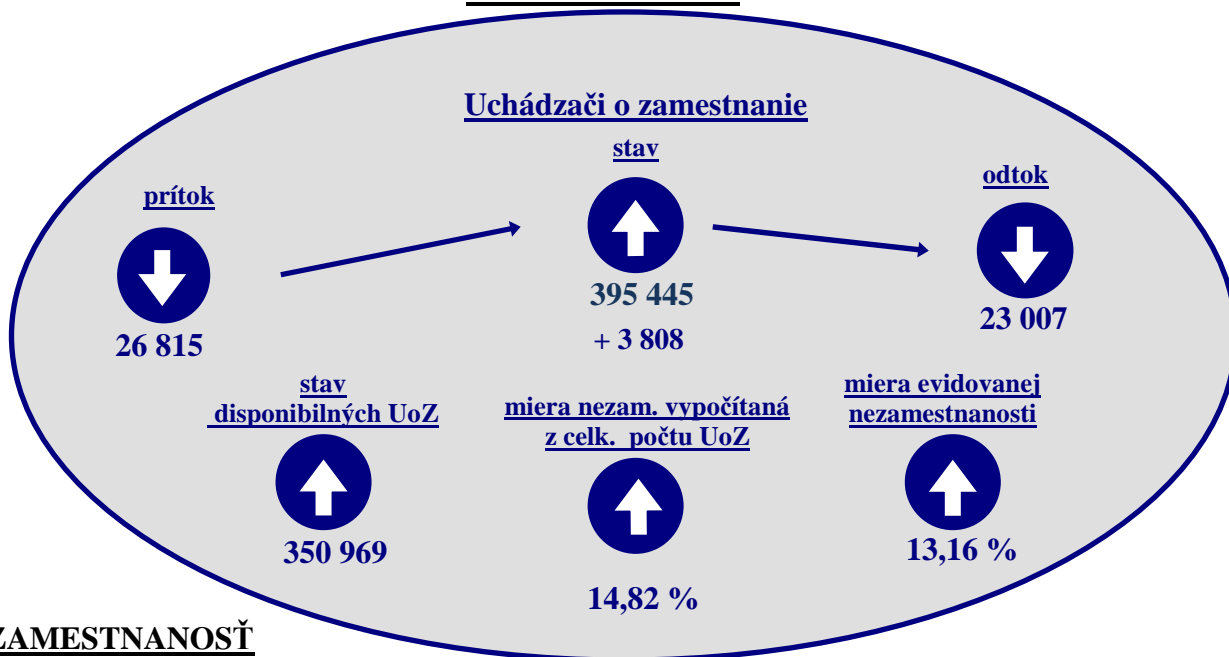 Uchádzači o zamestnanie
stav
prítok
odtok
395 445
+ 3 808
26 815
23 007
stav
disponibilných UoZ
350 969
miera nezam. vypočítaná
z celk. počtu UoZ
14,82 %
miera evidovanej
nezamestnanosti
13,16 %
ZAMESTNANOSŤ